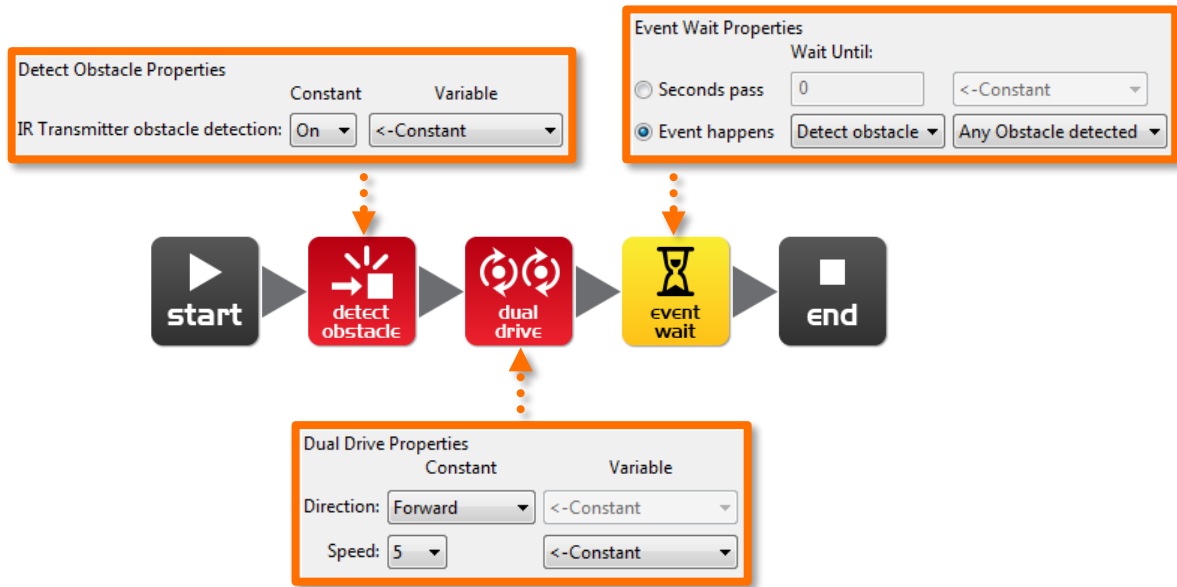 Detect Obstacle Properties
Constant Variable
IR Transmitter obstacle detection: On <-Constant
Event Wait Properties
Wait Until:
Seconds pass 0 <-Constant
Event happens Detect obstacle Any Obstacle detected
start
detect
obstacle
dual
drive
event
wait
end
Dual Drive Properties
Constant Variable
Direction: Forward <-Constant
Speed: 5 <-Constant